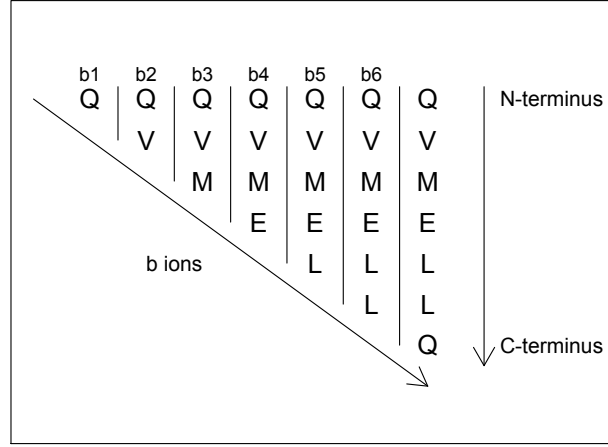 b1 b2 b3 b4 b5 b6
Q Q Q Q Q Q Q N-terminus
V V V V V V
M M M M M
E E E E
b ions L L L
L L
Q C-terminus